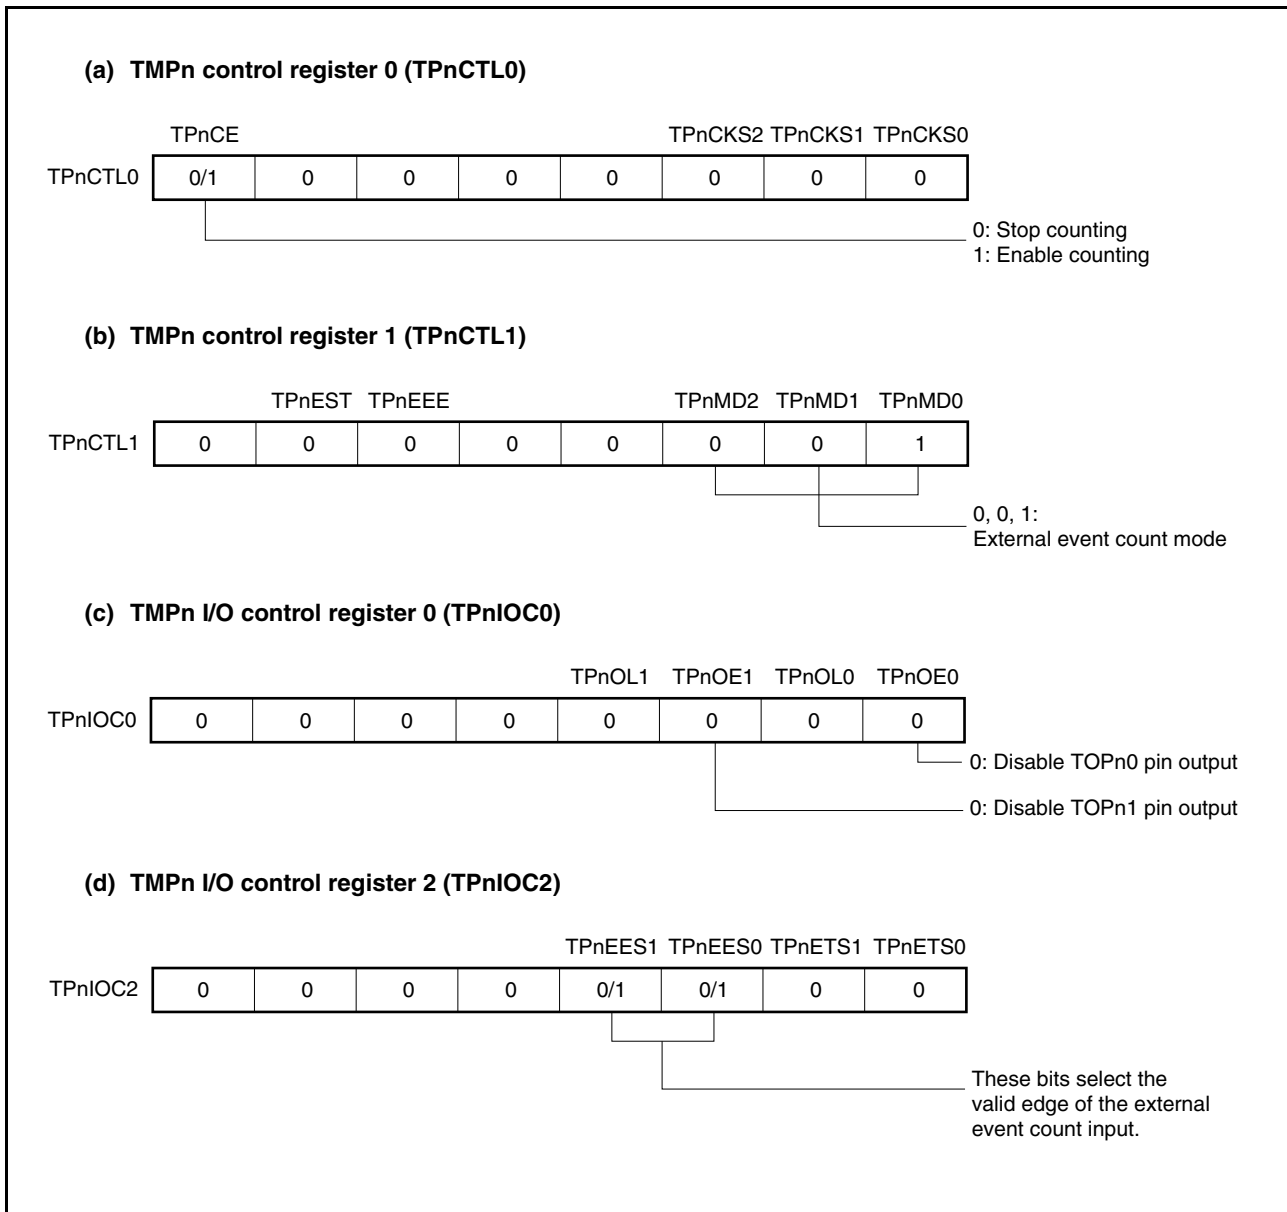 (a) TMPn control register 0 (TPnCTL0)
TPnCE TPnCKS2 TPnCKS1 TPnCKS0
TPnCTL0 0/1 0 0 0 0 0 0 0
0: Stop counting
1: Enable counting
(b) TMPn control register 1 (TPnCTL1)
TPnEST TPnEEE TPnMD2 TPnMD1 TPnMD0
TPnCTL1 0 0 0 0 0 0 0 1
0, 0, 1:
External event count mode
(c) TMPn I/O control register 0 (TPnIOC0)
TPnOL1 TPnOE1 TPnOL0 TPnOE0
TPnIOC0 0 0 0 0 0 0 0 0
0: Disable TOPn0 pin output
0: Disable TOPn1 pin output
(d) TMPn I/O control register 2 (TPnIOC2)
TPnEES1 TPnEES0 TPnETS1 TPnETS0
TPnIOC2 0 0 0 0 0/1 0/1 0 0
These bits select the
valid edge of the external
event count input.